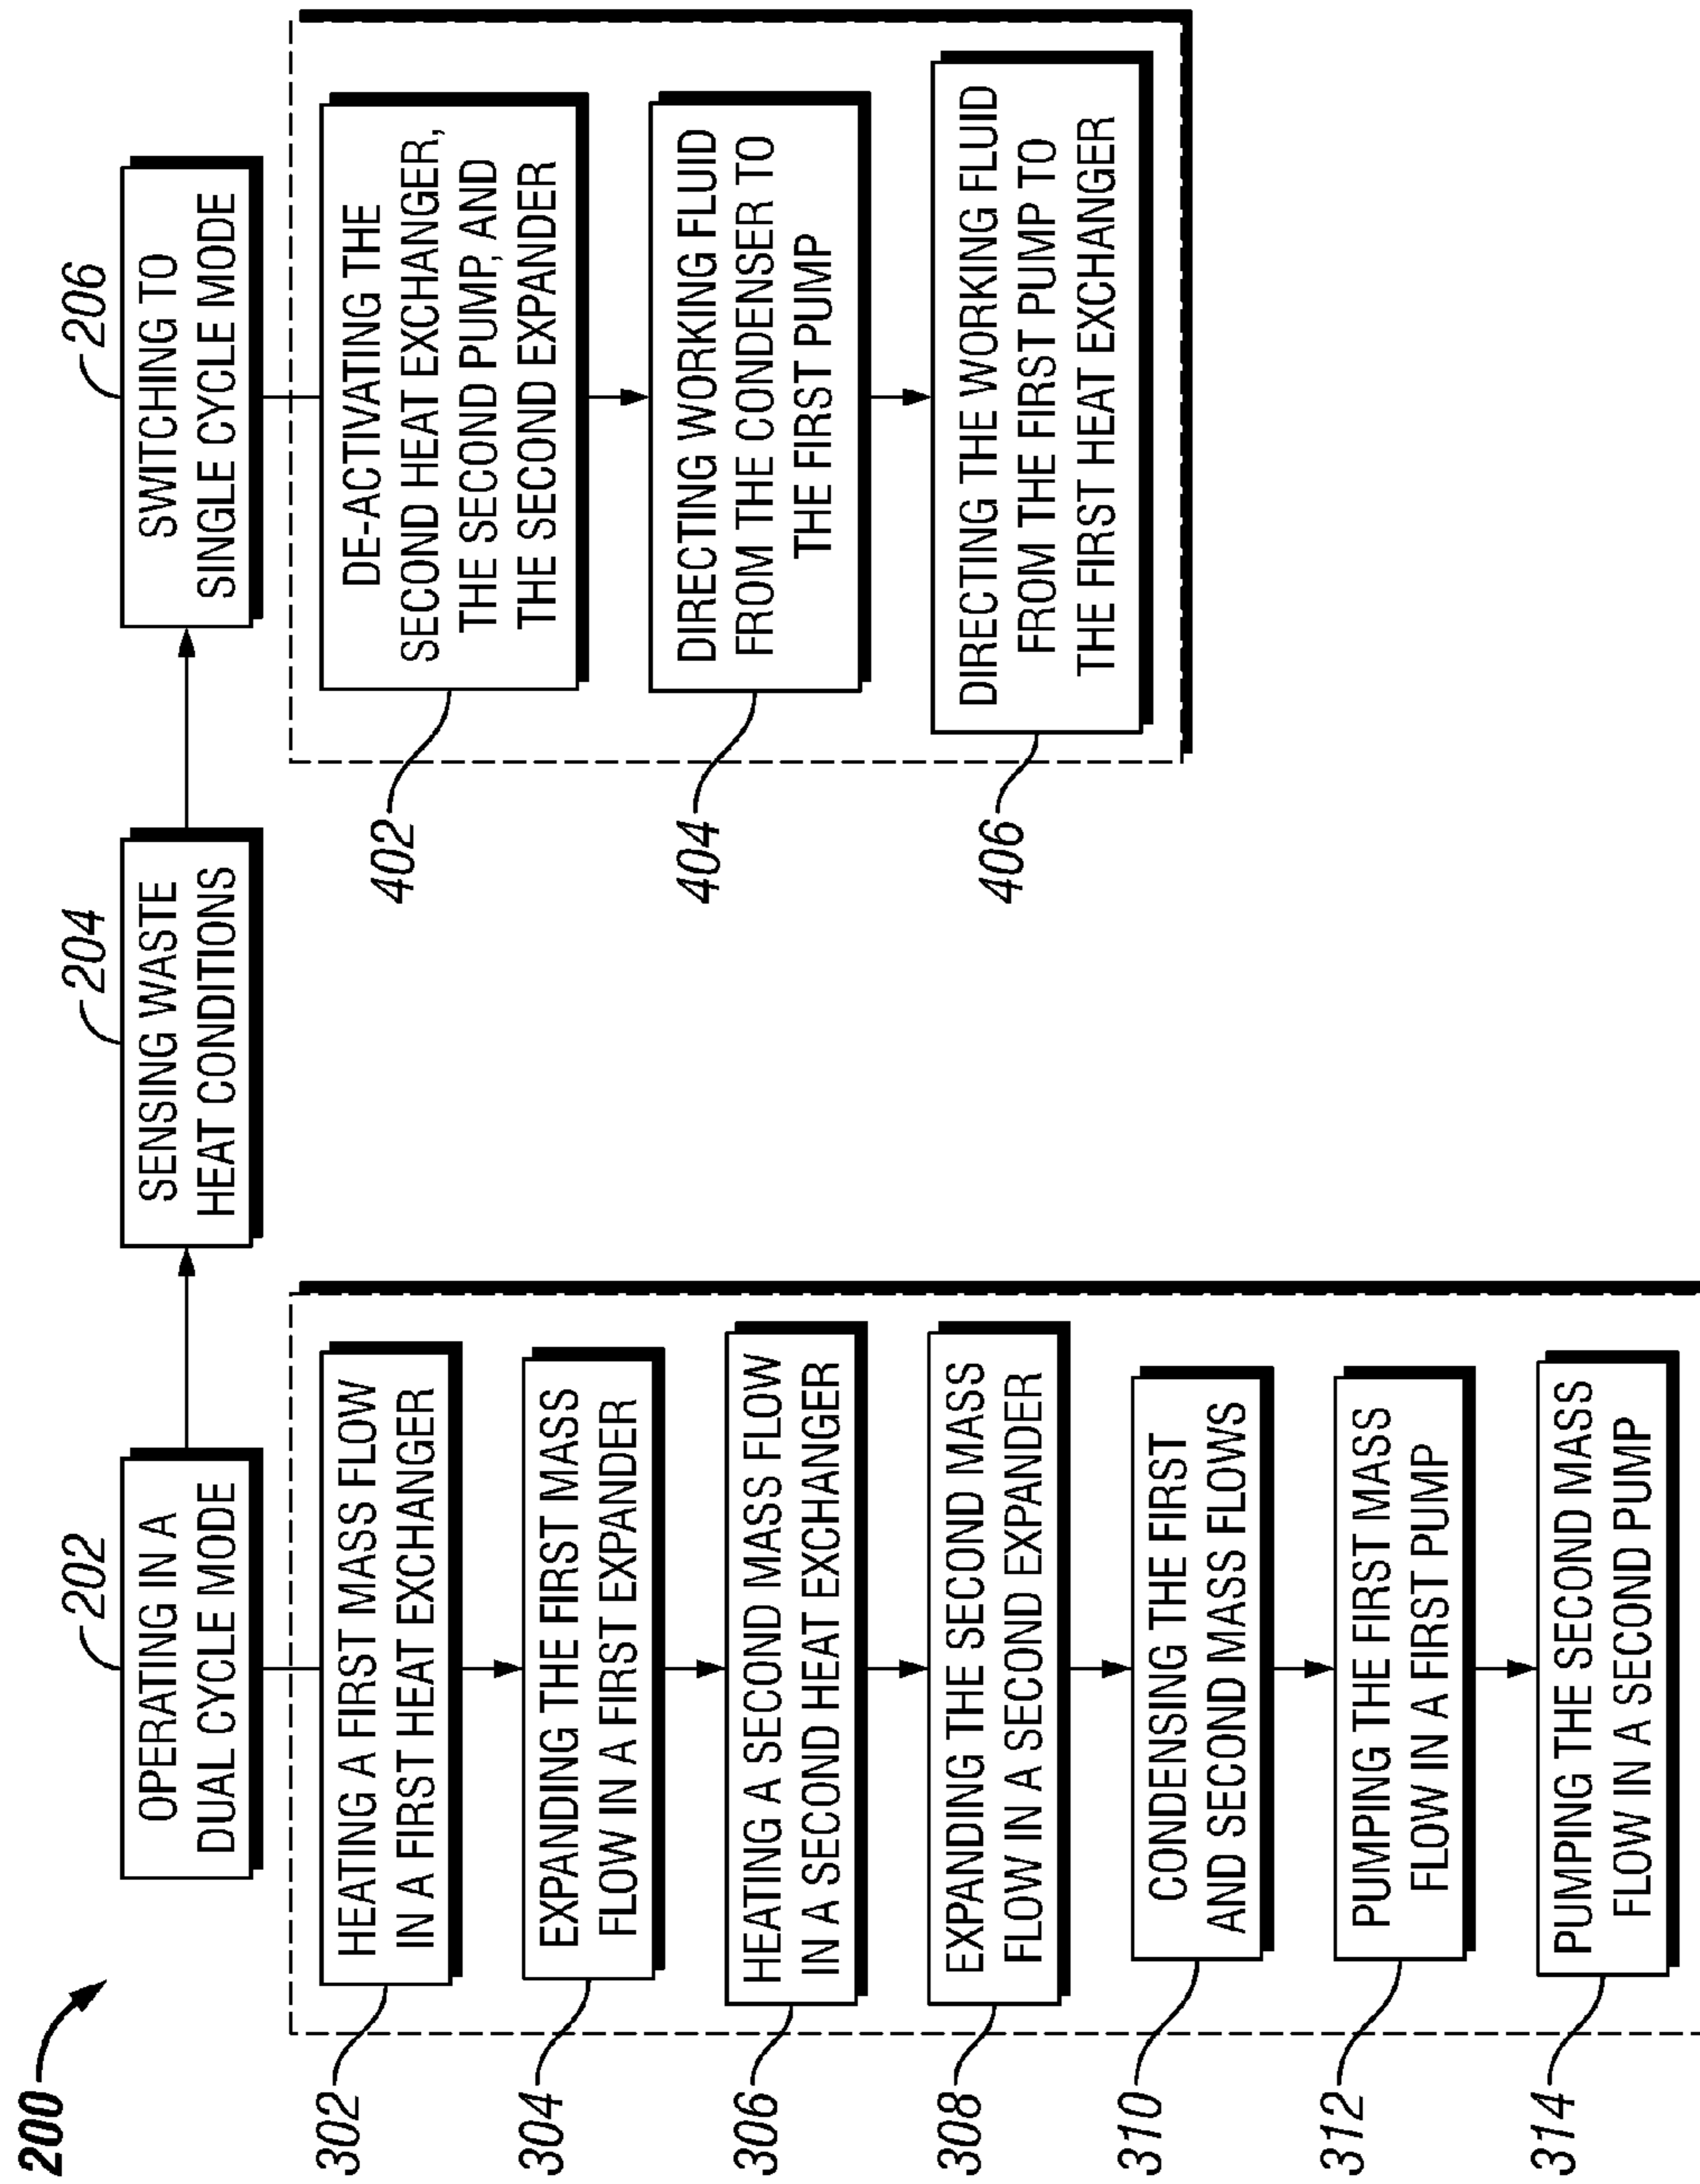 200
202
OPERATING IN A
DUAL CYCLE MODE
204
SENSING WASTE
HEAT CONDITIONS
206
SWITCHING TO
SINGLE CYCLE MODE
302
HEATING A FIRST MASS FLOW
IN A FIRST HEAT EXCHANGER
304
EXPANDING THE FIRST MASS
FLOW IN A FIRST EXPANDER
306
HEATING A SECOND MASS FLOW
IN A SECOND HEAT EXCHANGER
308
EXPANDING THE SECOND MASS
FLOW IN A SECOND EXPANDER
310
CONDENSING THE FIRST
AND SECOND MASS FLOWS
312
PUMPING THE FIRST MASS
FLOW IN A FIRST PUMP
314
PUMPING THE SECOND MASS
FLOW IN A SECOND PUMP
402
DE-ACTIVATING THE
SECOND HEAT EXCHANGER,
THE SECOND PUMP, AND
THE SECOND EXPANDER
404
DIRECTING WORKING FLUID
FROM THE CONDENSER TO
THE FIRST PUMP
406
DIRECTING THE WORKING FLUID
FROM THE FIRST PUMP TO
THE FIRST HEAT EXCHANGER